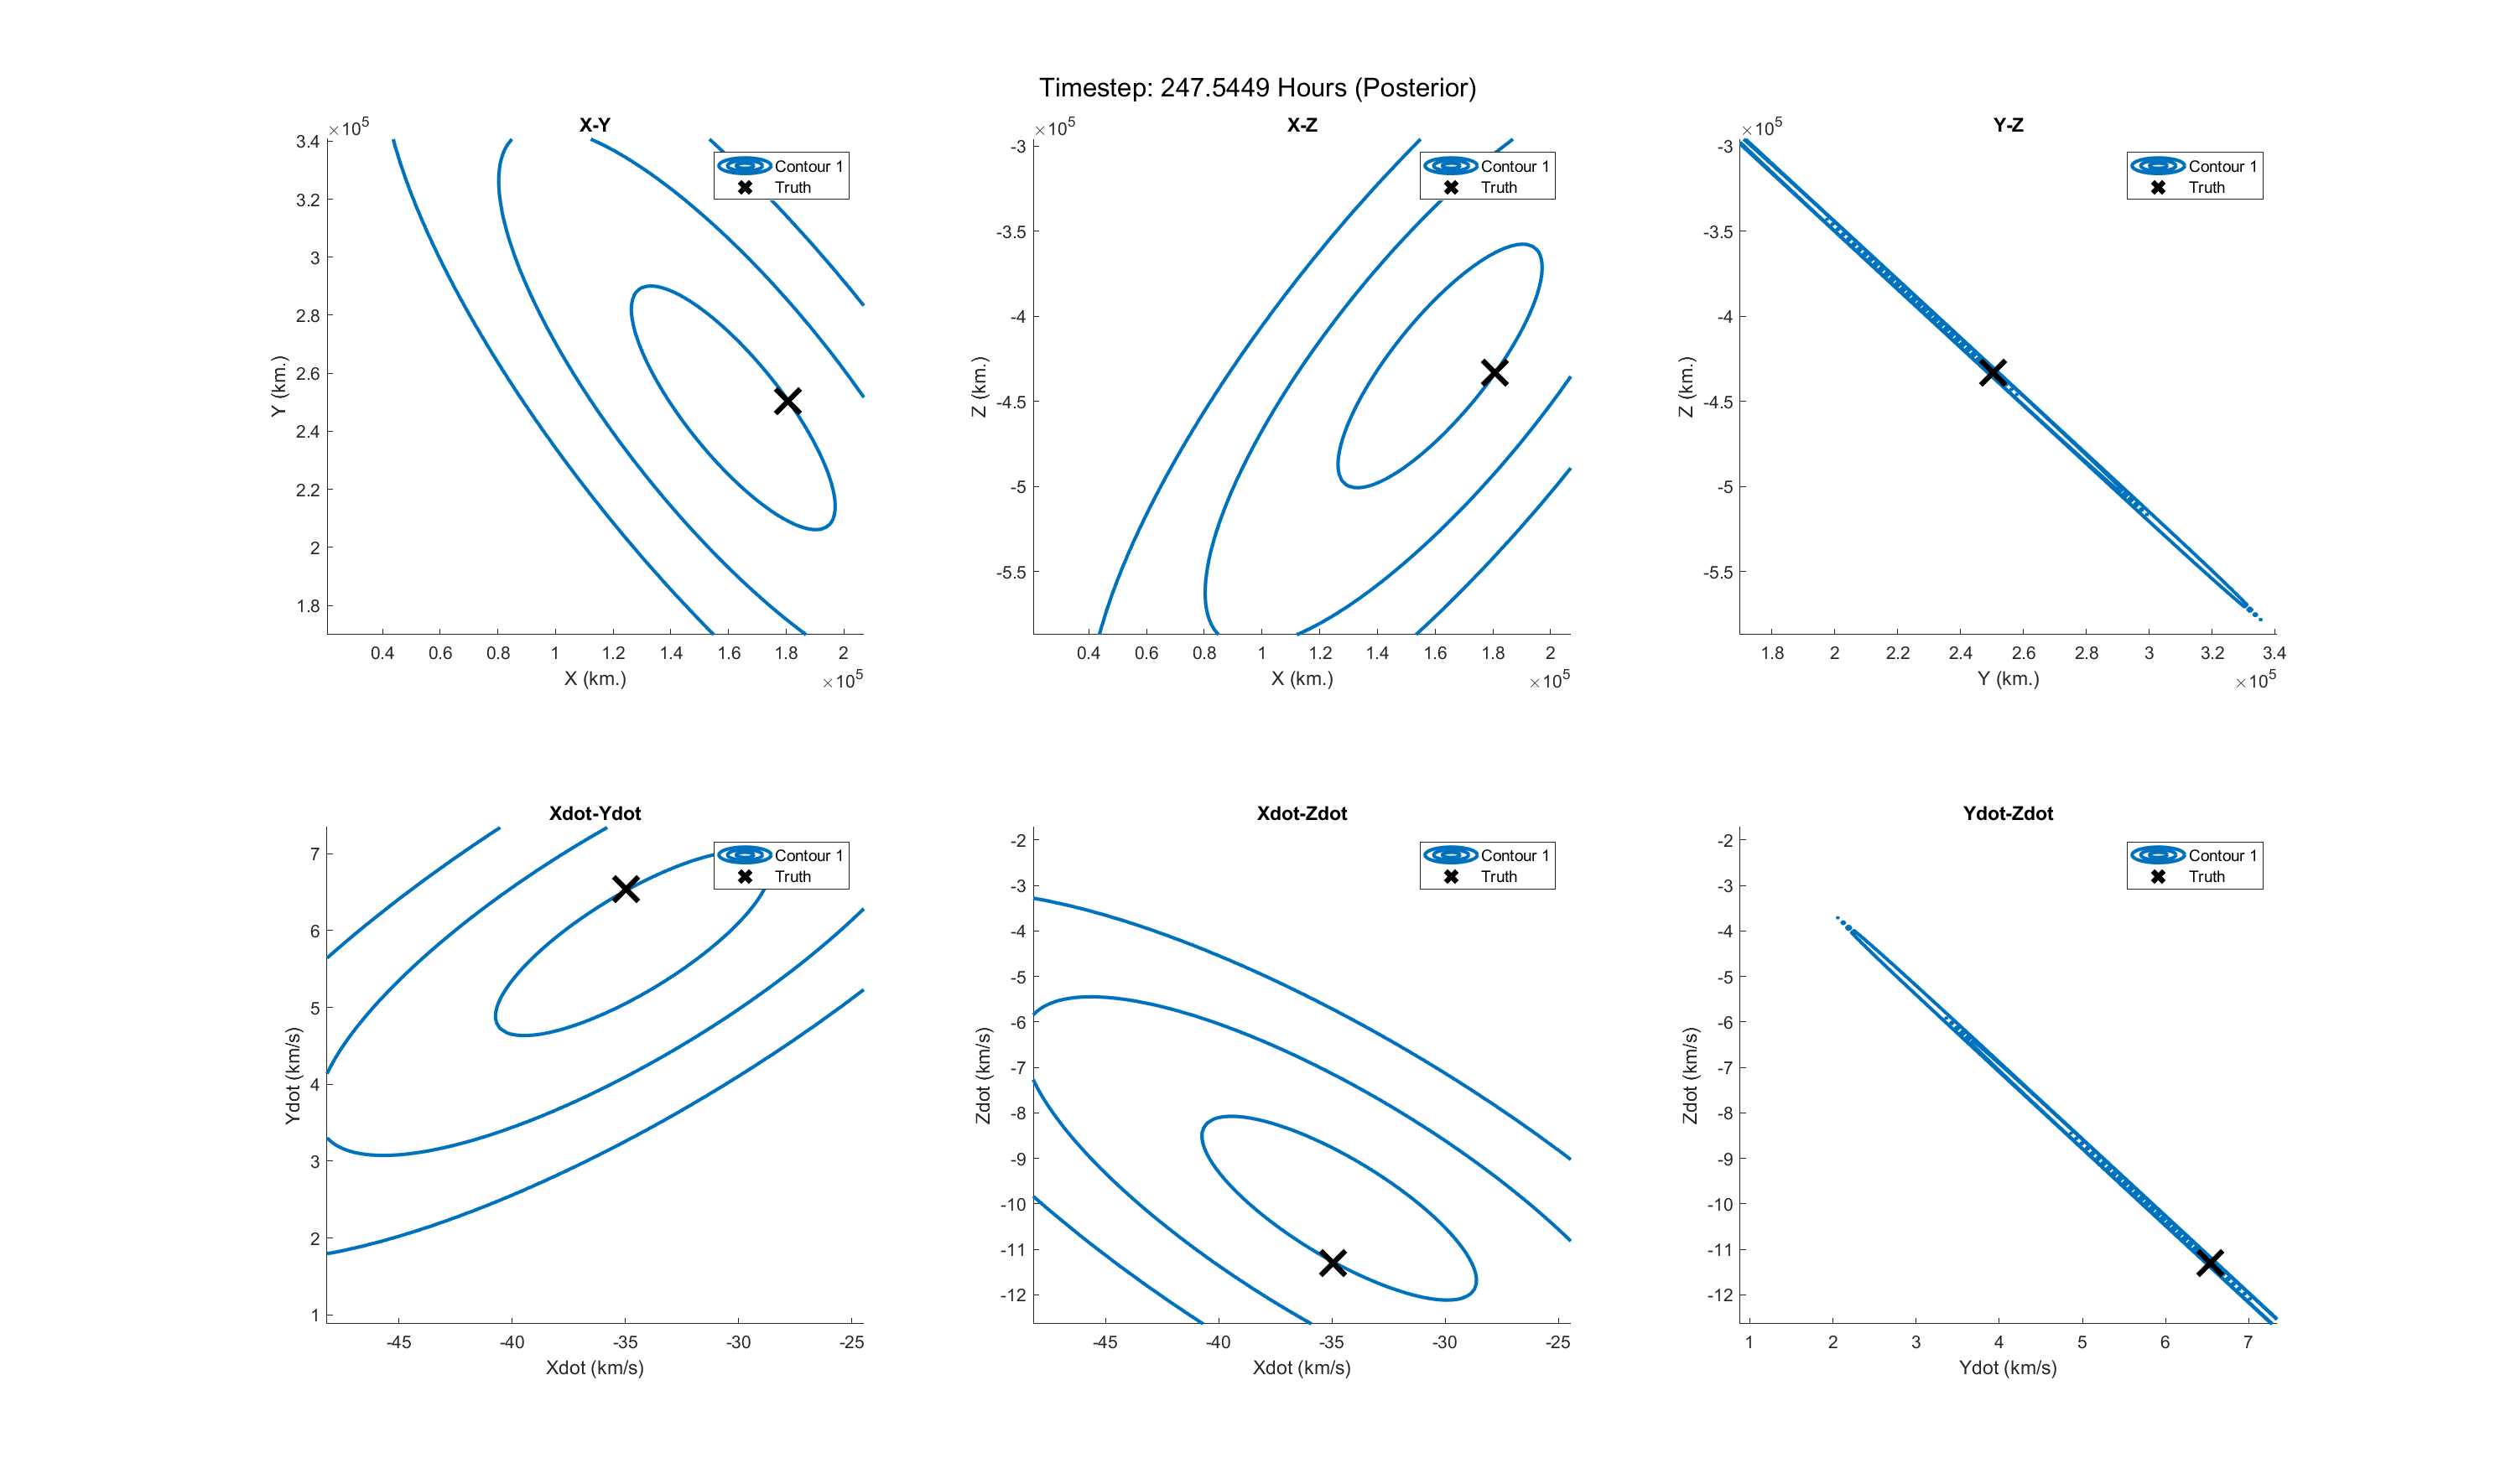 Timestep: 247.5449 Hours (Posterior)
X-Y
×10^5
3.4
3.2
3
2.8
2.6
2.4
2.2
2
1.8
Y (km.)
0.4 0.6 0.8 1 1.2 1.4 1.6 1.8 2
X (km.)
×10^5
Contour 1
Truth
X-Z
×10^5
-3
-3.5
-4
-4.5
-5
-5.5
Z (km.)
0.4 0.6 0.8 1 1.2 1.4 1.6 1.8 2
X (km.)
×10^5
Contour 1
Truth
Y-Z
×10^5
-3
-3.5
-4
-4.5
-5
-5.5
Z (km.)
1.8 2 2.2 2.4 2.6 2.8 3 3.2 3.4
Y (km.)
×10^5
Contour 1
Truth
Xdot-Ydot
7
6
5
4
3
2
1
Ydot (km/s)
-45 -40 -35 -30 -25
Xdot (km/s)
Contour 1
Truth
Xdot-Zdot
-2
-3
-4
-5
-6
-7
-8
-9
-10
-11
-12
Zdot (km/s)
-45 -40 -35 -30 -25
Xdot (km/s)
Contour 1
Truth
Ydot-Zdot
-2
-3
-4
-5
-6
-7
-8
-9
-10
-11
-12
Zdot (km/s)
1 2 3 4 5 6 7
Ydot (km/s)
Contour 1
Truth